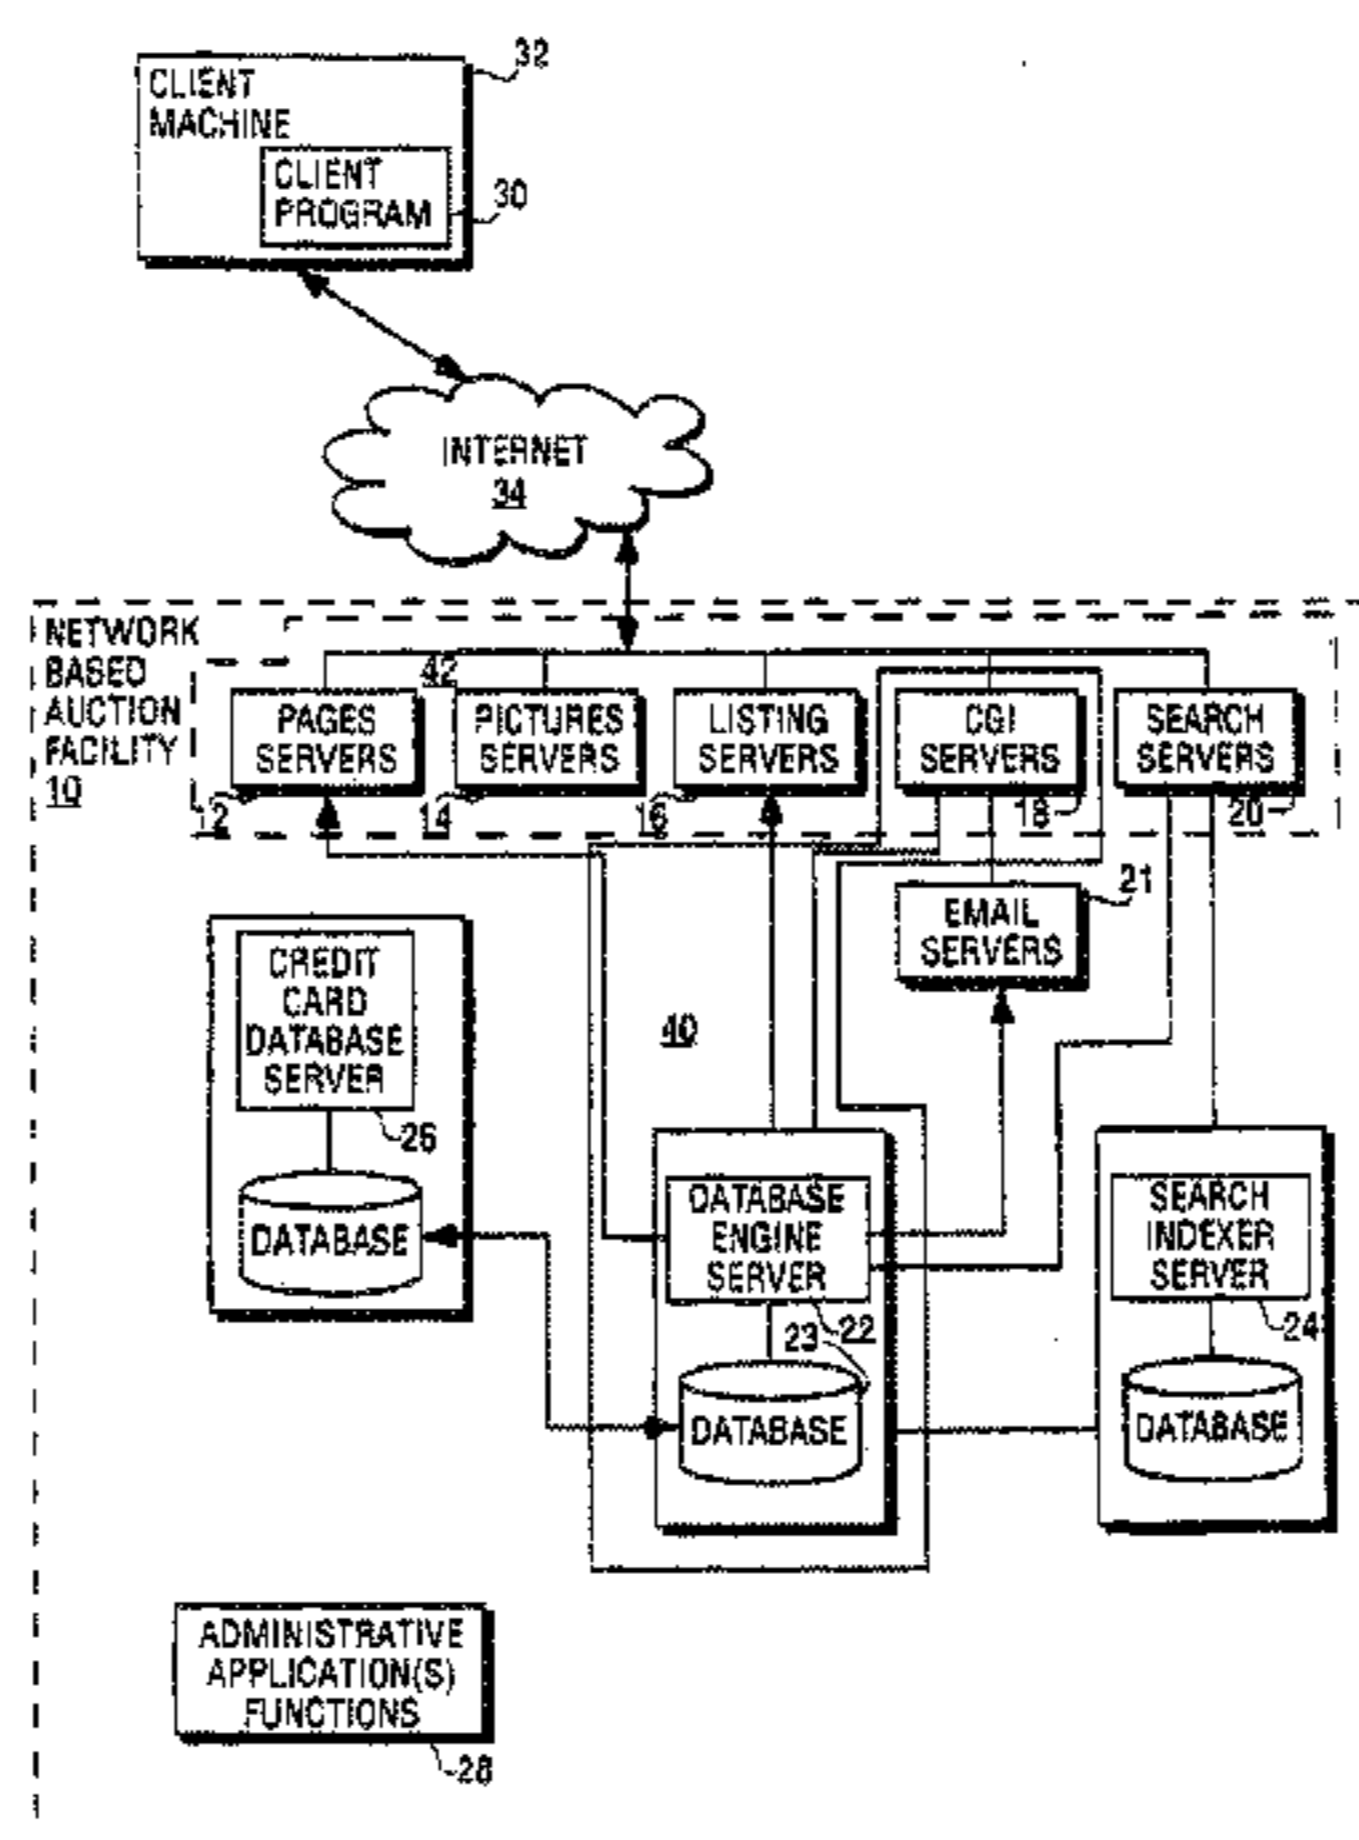 32
CLIENT
MACHINE
CLIENT
PROGRAM
30
INTERNET
34
NETWORK
BASED
AUCTION
FACILITY
10
42
PAGES
SERVERS
12
PICTURES
SERVERS
14
LISTING
SERVERS
16
CGI
SERVERS
18
SEARCH
SERVERS
20
EMAIL
SERVERS
21
CREDIT
CARD
DATABASE
SERVER
26
DATABASE
40
DATABASE
ENGINE
SERVER
22
23
DATABASE
SEARCH
INDEXER
SERVER
24
DATABASE
ADMINISTRATIVE
APPLICATION(S)
FUNCTIONS
28